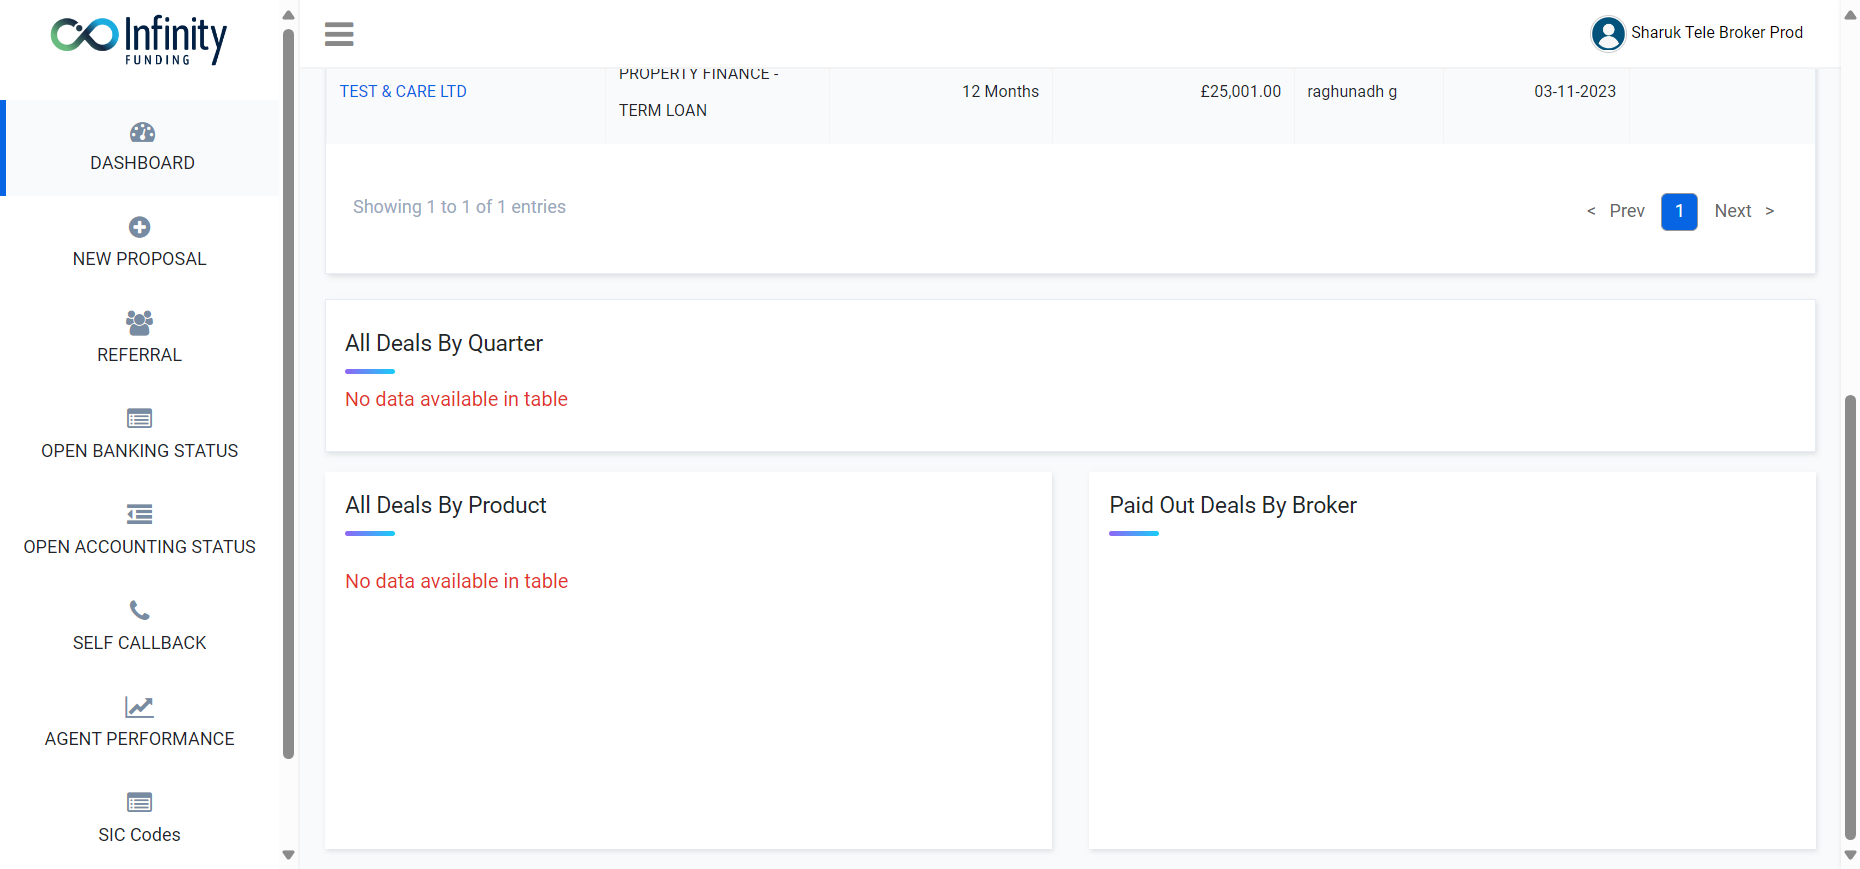 Infinity
FUNDING
Sharuk Tele Broker Prod
DASHBOARD
NEW PROPOSAL
REFERRAL
OPEN BANKING STATUS
OPEN ACCOUNTING STATUS
SELF CALLBACK
AGENT PERFORMANCE
SIC Codes
TEST & CARE LTD
PROPERTY FINANCE -
TERM LOAN
12 Months
£25,001.00
raghunadh g
03-11-2023
Showing 1 to 1 of 1 entries
< Prev 1 Next >
All Deals By Quarter
No data available in table
All Deals By Product
No data available in table
Paid Out Deals By Broker